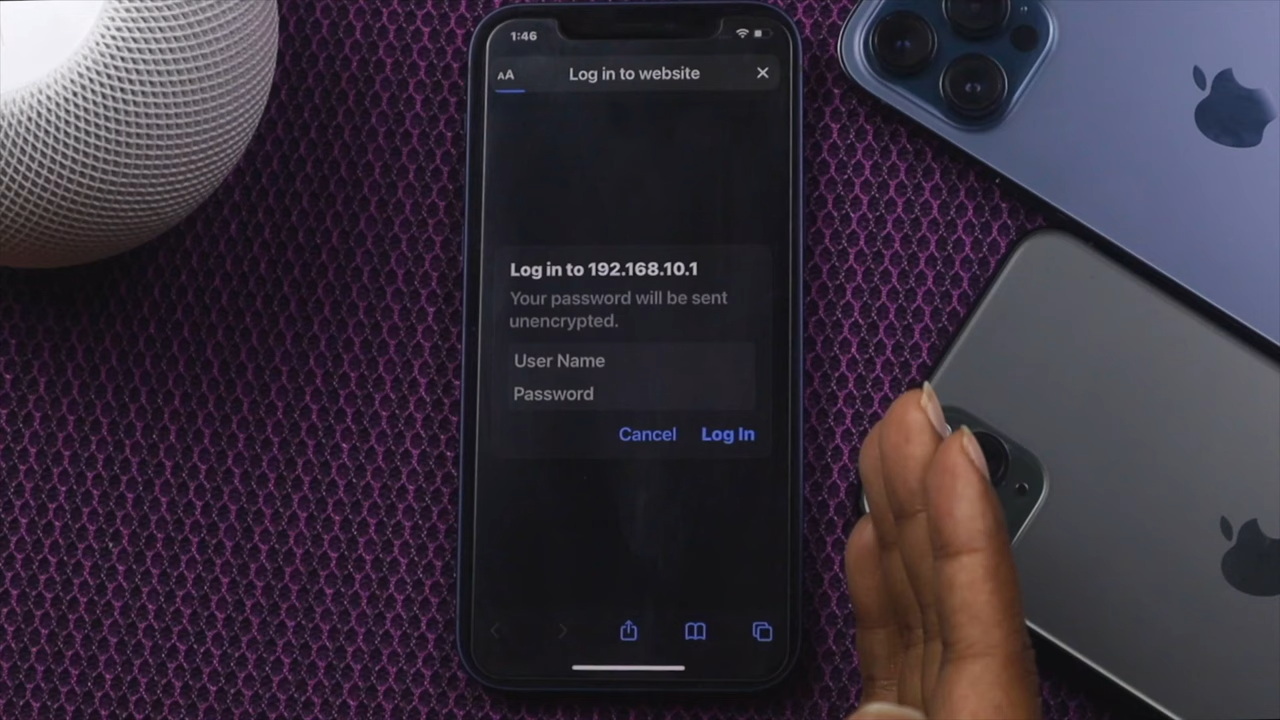 1:46
AA Log in to website
Log in to 192.168.10.1
Your password will be sent
unencrypted.
User Name
Password
Cancel Log In